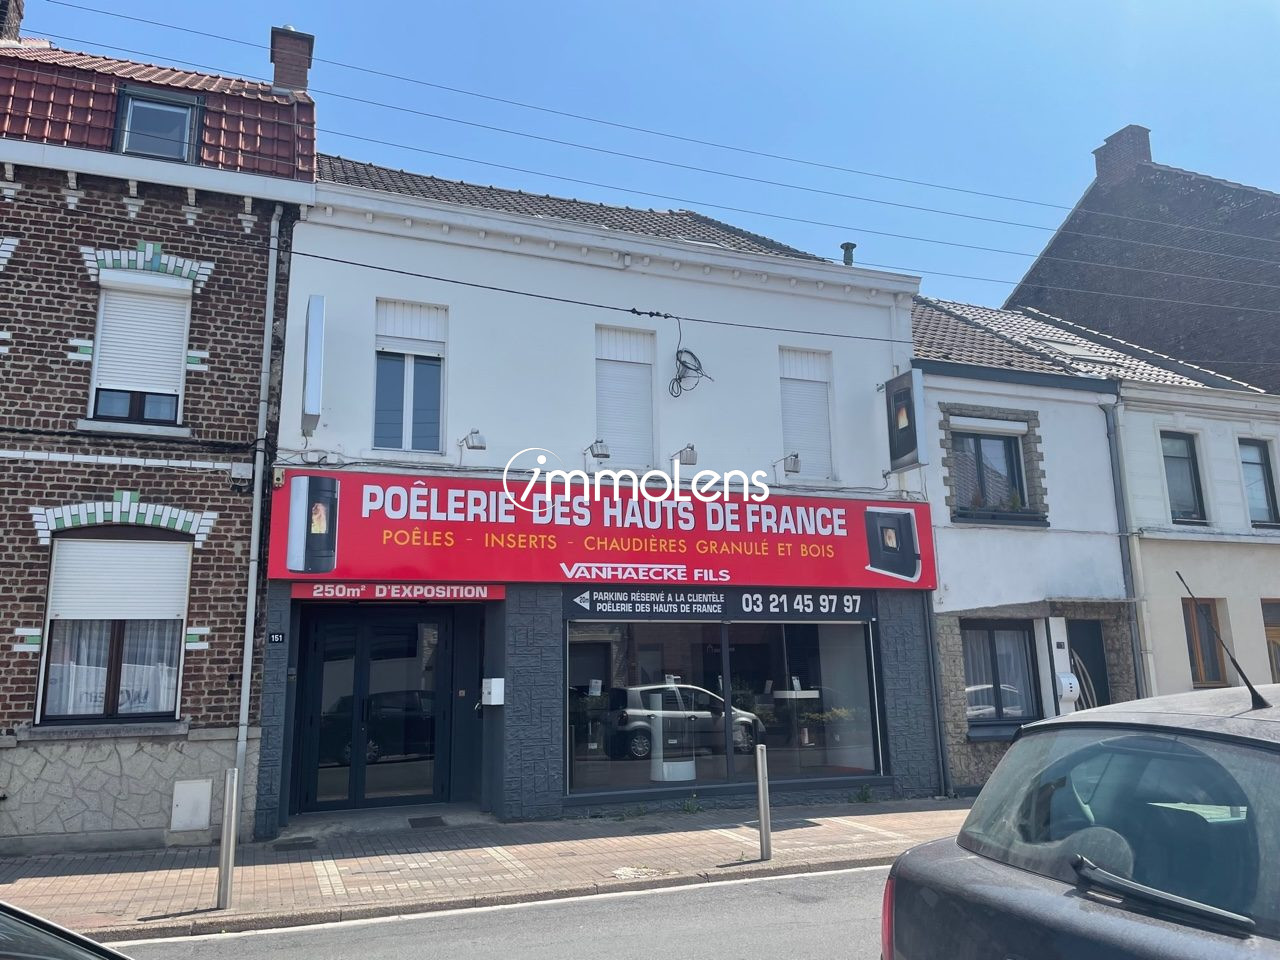 immoLens
POÊLERIE DES HAUTS DE FRANCE
POÊLES - INSERTS - CHAUDIÈRES GRANULÉ ET BOIS
VANHAECKE FILS
250m² D'EXPOSITION
PARKING RÉSERVÉ A LA CLIENTÈLE
POÊLERIE DES HAUTS DE FRANCE
03 21 45 97 97
151